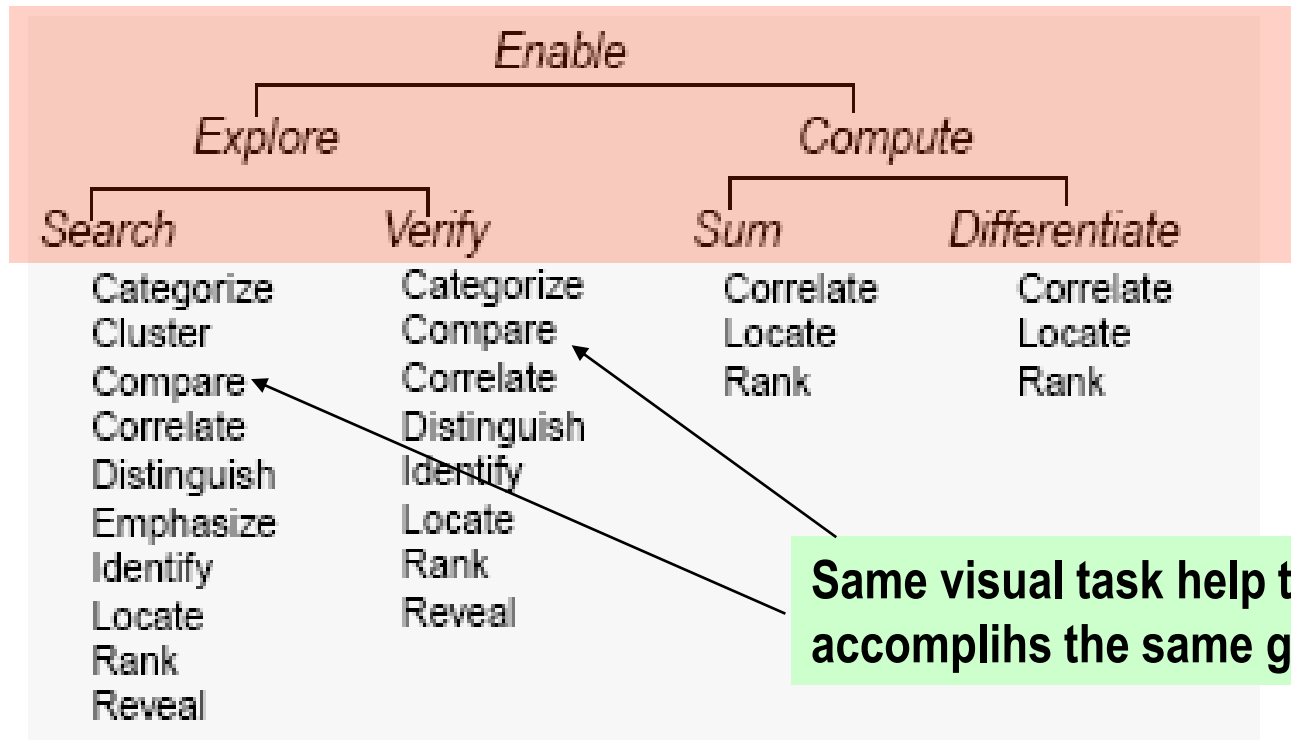 Enable
Explore Compute
Search Verify Sum Differentiate
Categorize Categorize Correlate Correlate
Cluster Compare Locate Locate
Compare Correlate Rank Rank
Correlate Distinguish
Distinguish Identify
Emphasize Locate
Identify Rank
Locate Reveal
Rank
Reveal
Same visual task help t
accomplihs the same g